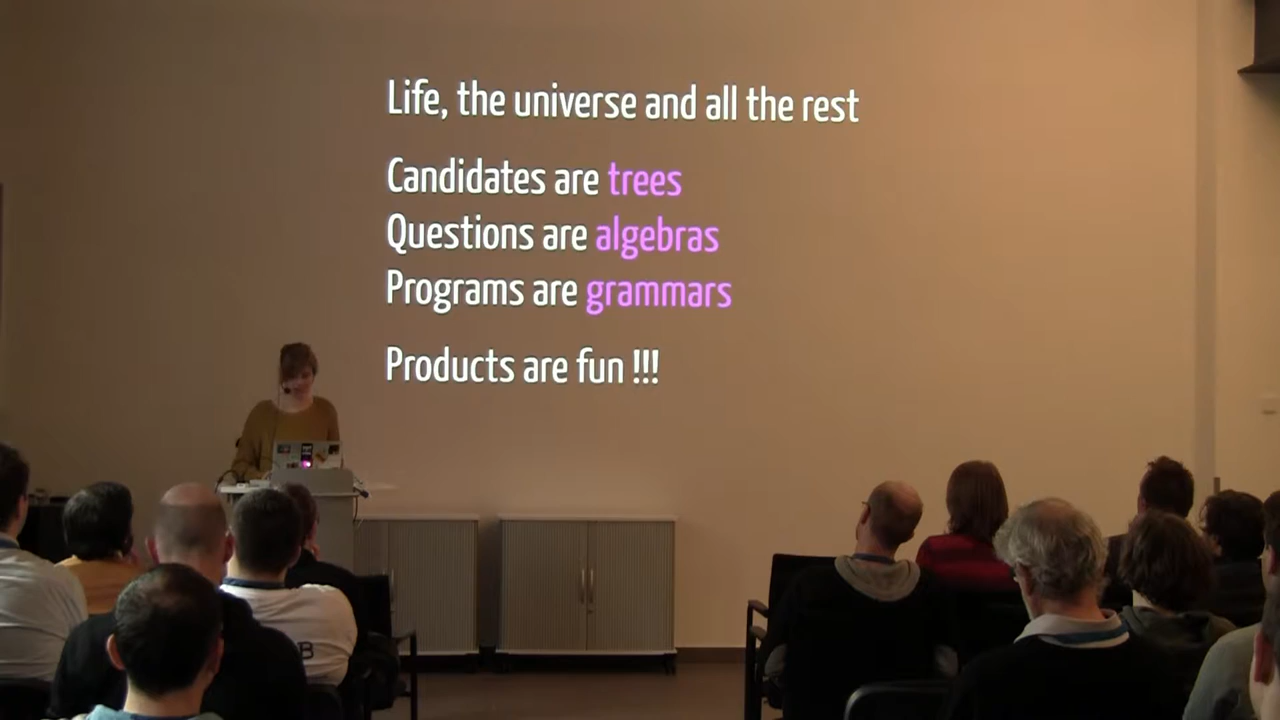 Life, the universe and all the rest
Candidates are trees
Questions are algebras
Programs are grammars
Products are fun !!!
B